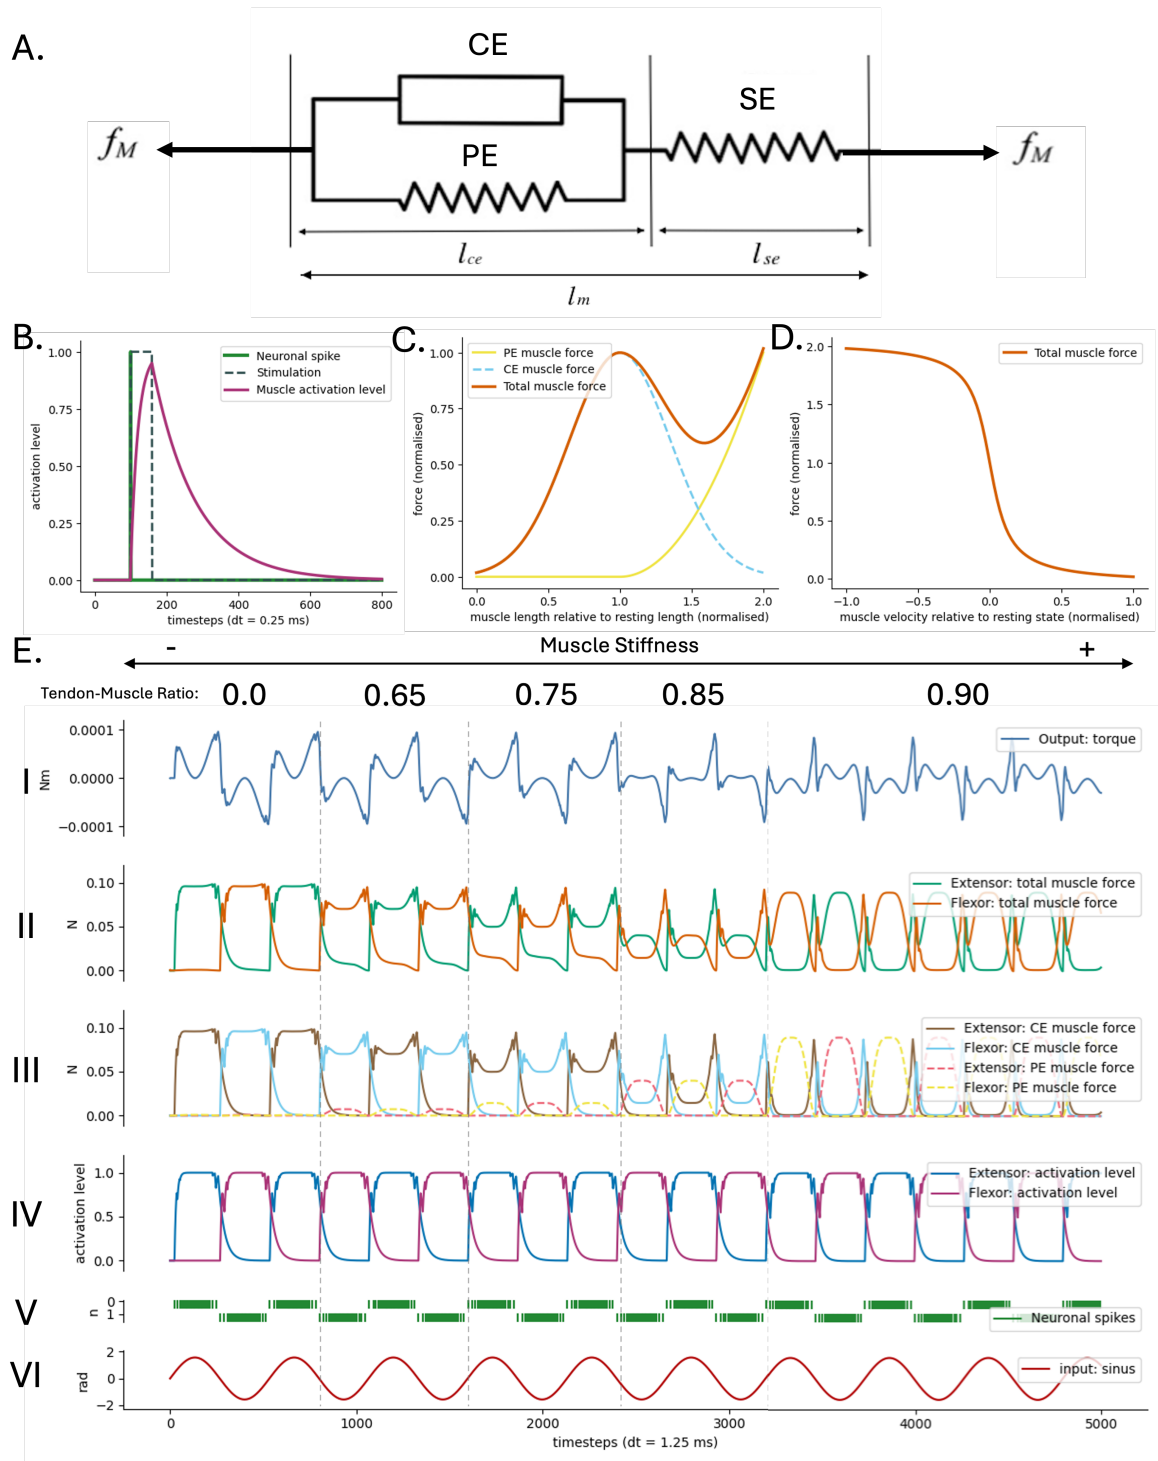 A.
CE
SE
PE
fM
fM
lce
lse
lm
B.
1.00
0.75
0.50
0.25
0.00
activation level
Neuronal spike
Stimulation
Muscle activation level
0 200 400 600 800
timesteps (dt = 0.25 ms)
C.
1.00
0.75
0.50
0.25
0.00
force (normalised)
PE muscle force
CE muscle force
Total muscle force
0.0 0.5 1.0 1.5 2.0
muscle length relative to resting length (normalised)
D.
2.0
1.5
1.0
0.5
0.0
force (normalised)
Total muscle force
−1.0 −0.5 0.0 0.5 1.0
muscle velocity relative to resting state (normalised)
E.
- Muscle Stiffness +
Tendon-Muscle Ratio: 0.0 0.65 0.75 0.85 0.90
I
Nm
0.0001
0.0000
−0.0001
Output: torque
II
N
0.10
0.05
0.00
Extensor: total muscle force
Flexor: total muscle force
III
N
0.10
0.05
0.00
Extensor: CE muscle force
Flexor: CE muscle force
Extensor: PE muscle force
Flexor: PE muscle force
IV
activation level
1.0
0.5
0.0
Extensor: activation level
Flexor: activation level
V
n
0
1
Neuronal spikes
VI
rad
2
0
−2
input: sinus
0 1000 2000 3000 4000 5000
timesteps (dt = 1.25 ms)